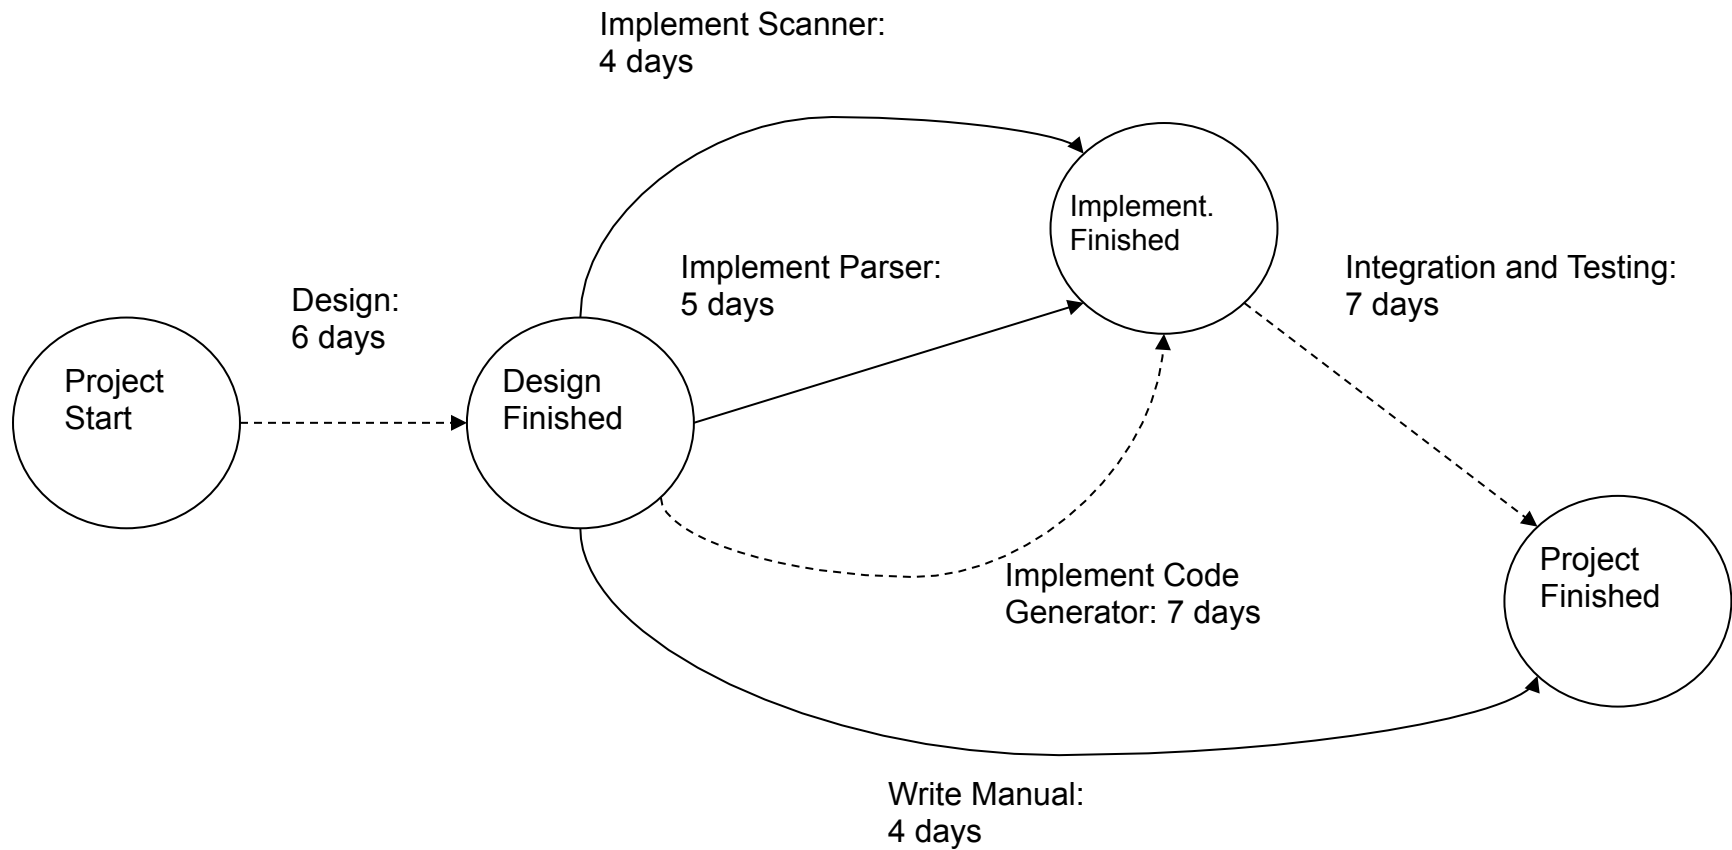 Implement Scanner:
4 days
Implement.
Finished
Implement Parser:
5 days
Integration and Testing:
7 days
Design:
6 days
Project
Start
Design
Finished
Project
Finished
Implement Code
Generator: 7 days
Write Manual:
4 days